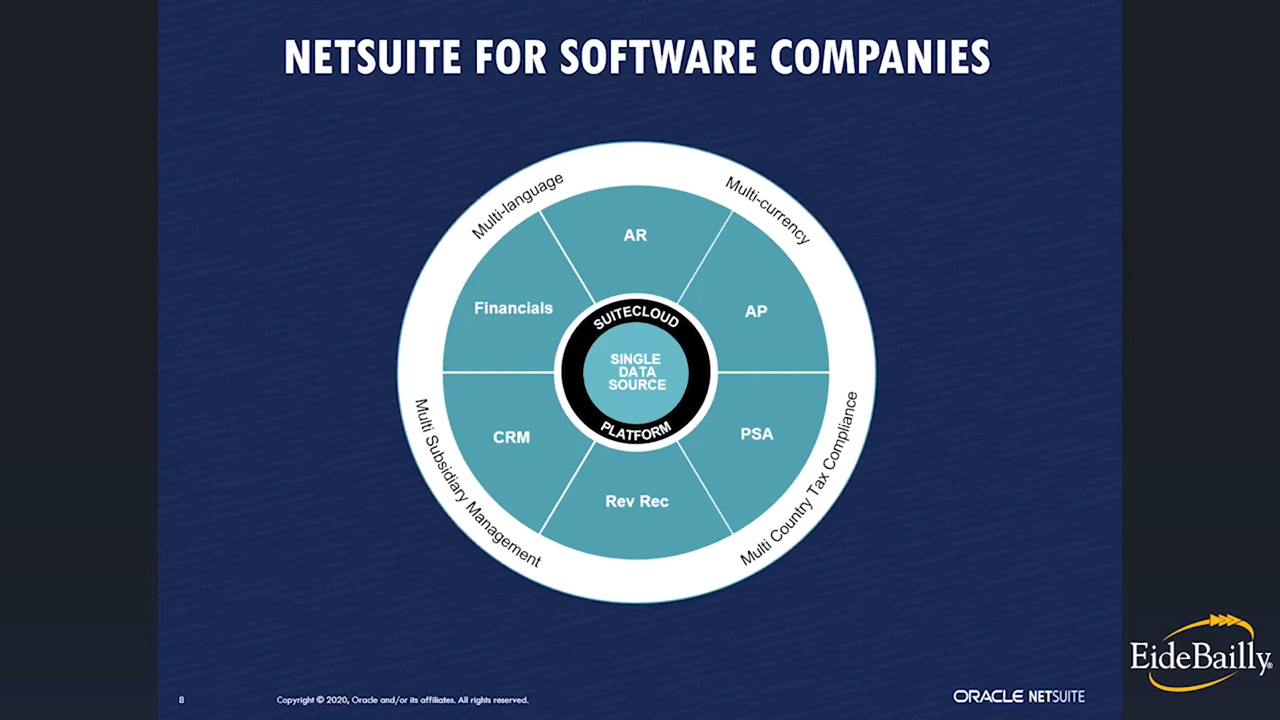 NETSUITE FOR SOFTWARE COMPANIES
Multi-language
Multi-currency
AR
Financials
AP
SUITECLOUD
SINGLE
DATA
SOURCE
PLATFORM
CRM
PSA
Rev Rec
Multi Subsidiary Management
Multi Country Tax Compliance
EideBailly®
8
Copyright © 2020, Oracle and/or its affiliates. All rights reserved.
ORACLE NETSUITE